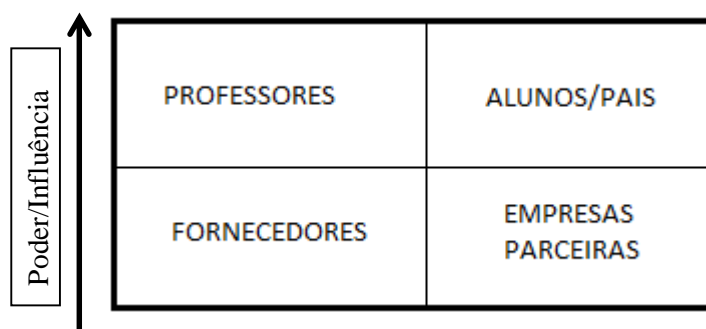 Poder/Influência
PROFESSORES
ALUNOS/PAIS
FORNECEDORES
EMPRESAS
PARCEIRAS